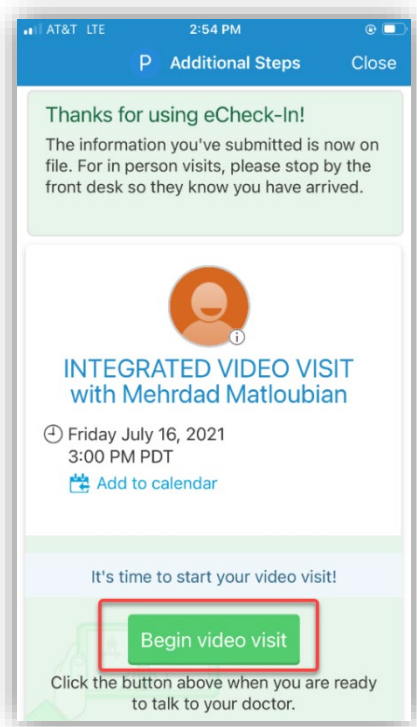 AT&T LTE 2:54 PM
P Additional Steps Close
Thanks for using eCheck-In!
The information you've submitted is now on
file. For in person visits, please stop by the
front desk so they know you have arrived.
INTEGRATED VIDEO VISIT
with Mehrdad Matloubian
Friday July 16, 2021
3:00 PM PDT
Add to calendar
It's time to start your video visit!
Begin video visit
Click the button above when you are ready
to talk to your doctor.